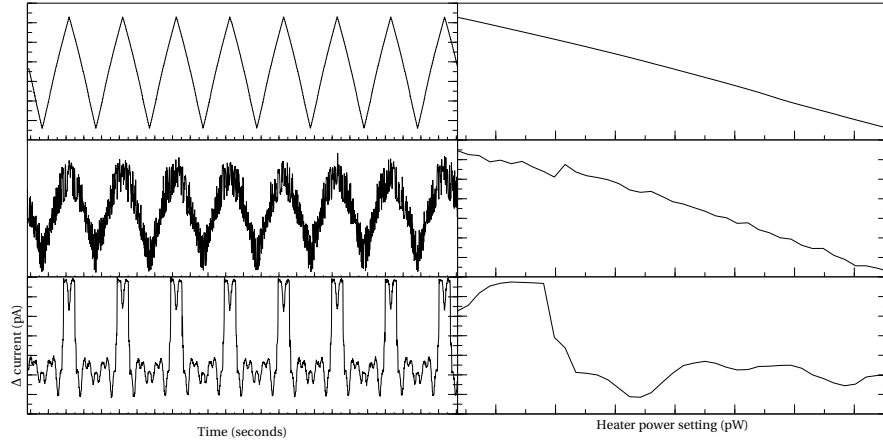 Δ current (pA)
Time (seconds)
Heater power setting (pW)